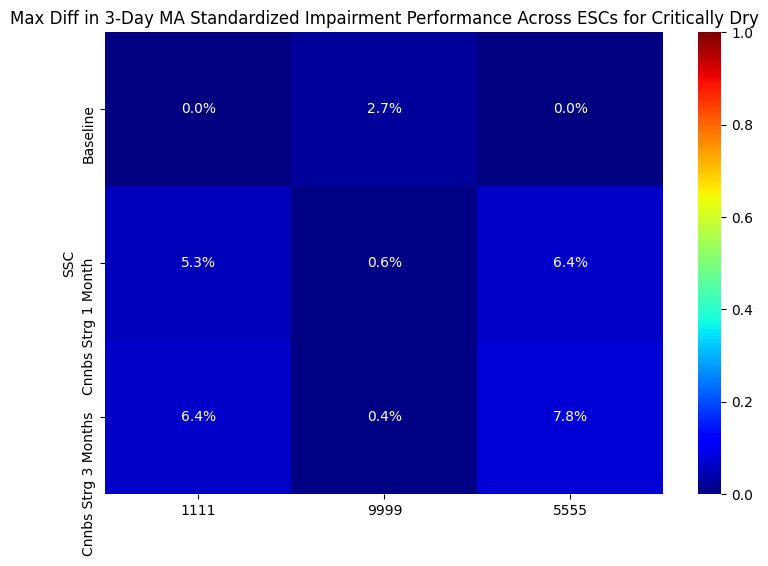 Max Diff in 3-Day MA Standardized Impairment Performance Across ESCs for Critically Dry
SSC
Baseline
Cnnbs Strg 1 Month
Cnnbs Strg 3 Months
0.0% 2.7% 0.0%
5.3% 0.6% 6.4%
6.4% 0.4% 7.8%
1111 9999 5555
1.0
0.8
0.6
0.4
0.2
0.0